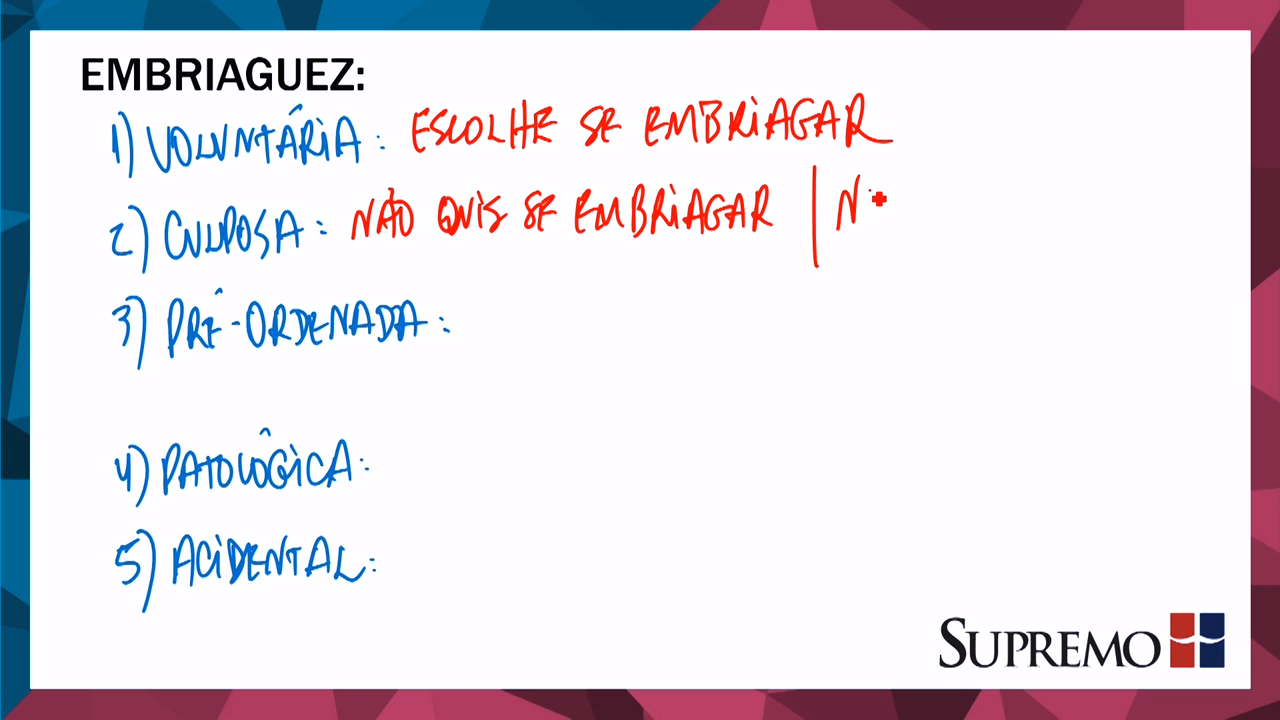 EMBRIAGUEZ:
1) VOLUNTÁRIA: ESCOLHE SE EMBRIAGAR
2) CULPOSA: NÃO QUIS SE EMBRIAGAR | N
3) PRÉ-ORDENADA:
4) PATOLÓGICA:
5) ACIDENTAL:
SUPREMO